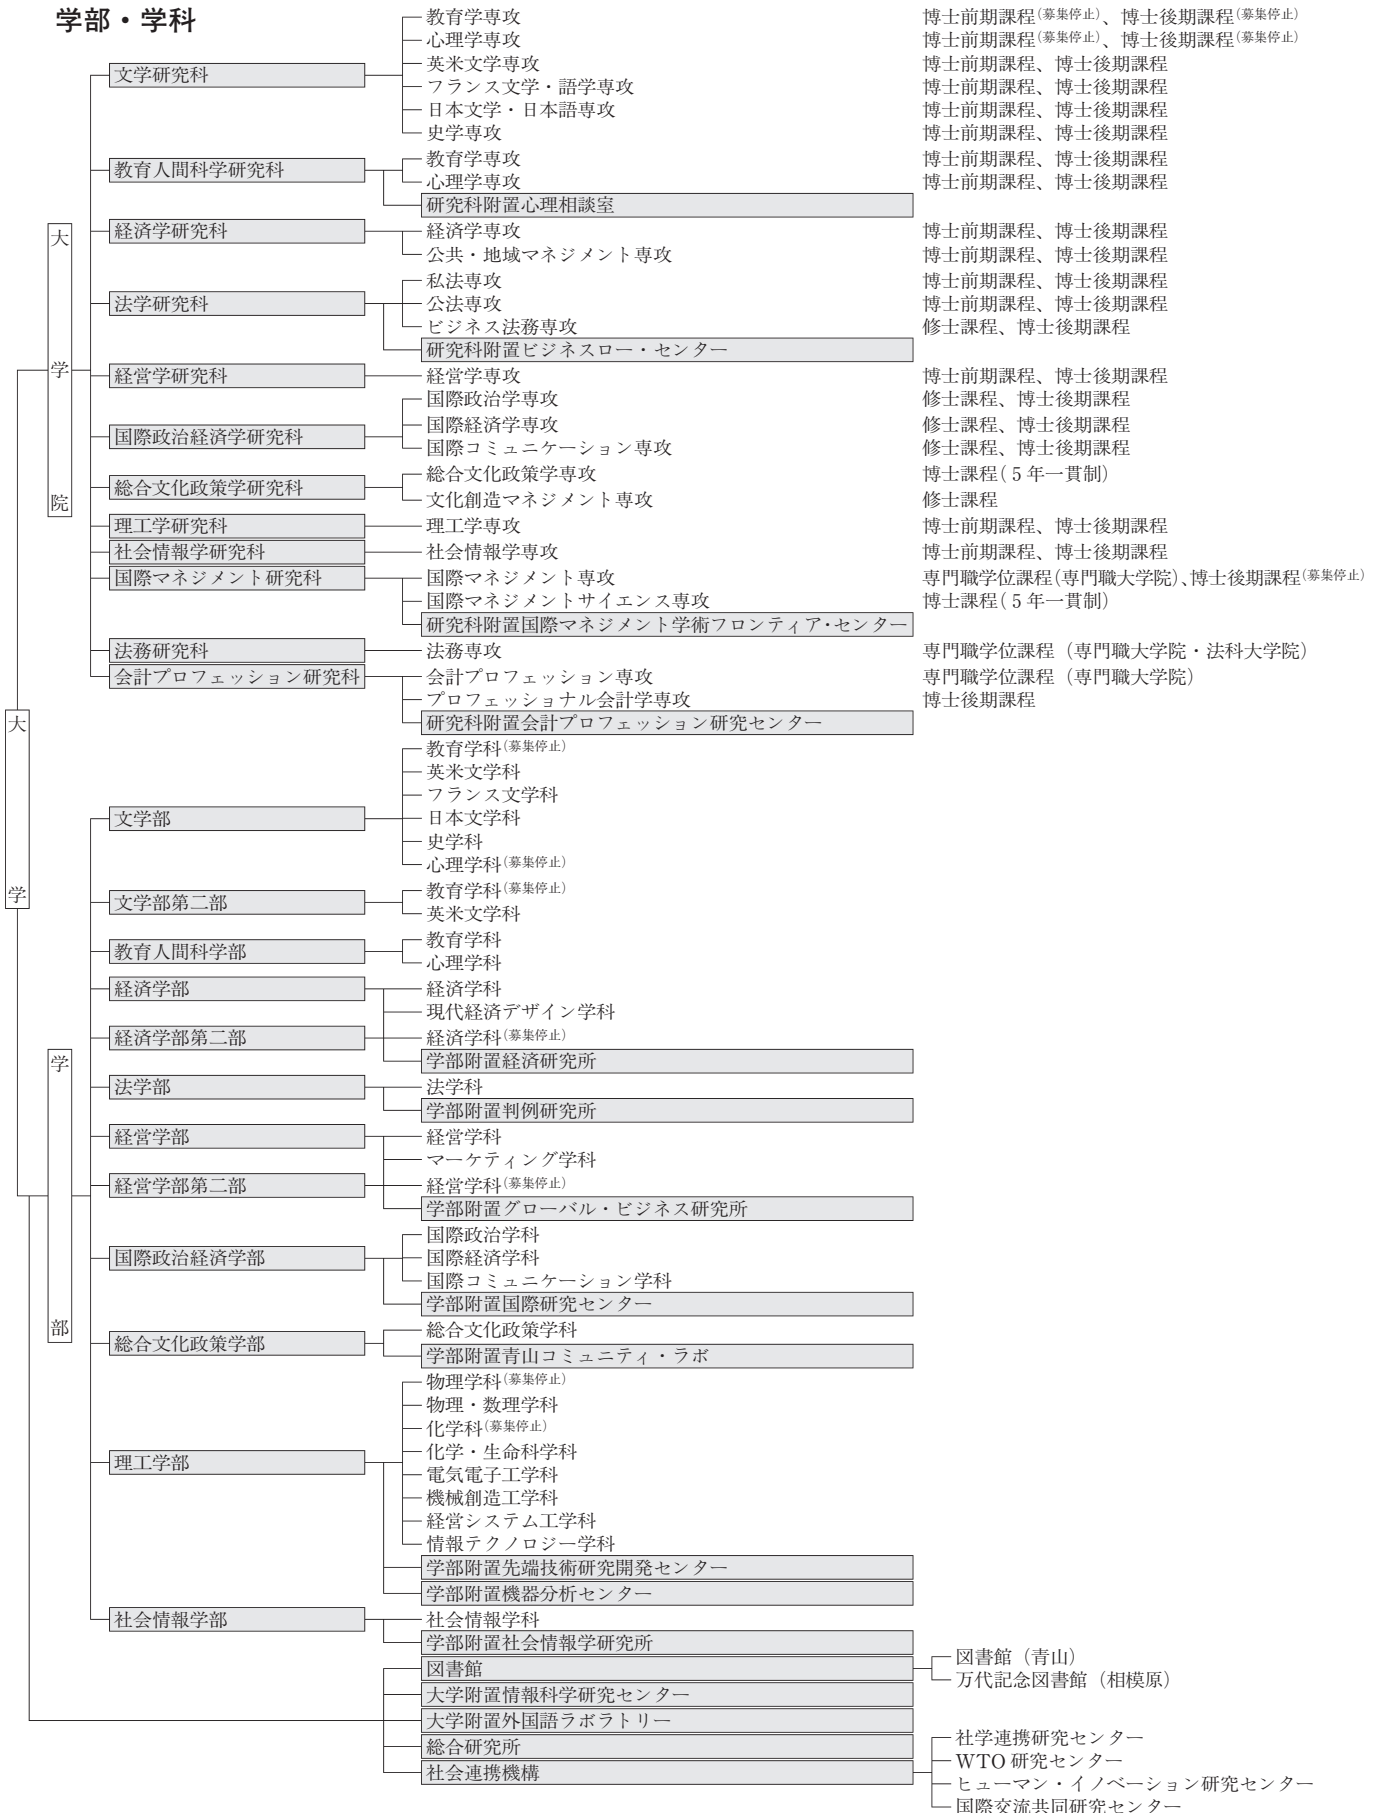 学部・学科
大学
大学院
文学研究科
教育学専攻 博士前期課程(募集停止)、博士後期課程(募集停止)
心理学専攻 博士前期課程(募集停止)、博士後期課程(募集停止)
英米文学専攻 博士前期課程、博士後期課程
フランス文学・語学専攻 博士前期課程、博士後期課程
日本文学・日本語専攻 博士前期課程、博士後期課程
史学専攻 博士前期課程、博士後期課程
教育人間科学研究科
教育学専攻 博士前期課程、博士後期課程
心理学専攻 博士前期課程、博士後期課程
研究科附置心理相談室
経済学研究科
経済学専攻 博士前期課程、博士後期課程
公共・地域マネジメント専攻 博士前期課程、博士後期課程
法学研究科
私法専攻 博士前期課程、博士後期課程
公法専攻 博士前期課程、博士後期課程
ビジネス法務専攻 修士課程、博士後期課程
研究科附置ビジネスロー・センター
経営学研究科
経営学専攻 博士前期課程、博士後期課程
国際政治経済学研究科
国際政治学専攻 修士課程、博士後期課程
国際経済学専攻 修士課程、博士後期課程
国際コミュニケーション専攻 修士課程、博士後期課程
総合文化政策学研究科
総合文化政策学専攻 博士課程(5年一貫制)
文化創造マネジメント専攻 修士課程
理工学研究科
理工学専攻 博士前期課程、博士後期課程
社会情報学研究科
社会情報学専攻 博士前期課程、博士後期課程
国際マネジメント研究科
国際マネジメント専攻 専門職学位課程(専門職大学院)、博士後期課程(募集停止)
国際マネジメントサイエンス専攻 博士課程(5年一貫制)
研究科附置国際マネジメント学術フロンティア・センター
法務研究科
法務専攻 専門職学位課程(専門職大学院・法科大学院)
会計プロフェッション研究科
会計プロフェッション専攻 専門職学位課程(専門職大学院)
プロフェッショナル会計学専攻 博士後期課程
研究科附置会計プロフェッション研究センター
学部
文学部
教育学科(募集停止)
英米文学科
フランス文学科
日本文学科
史学科
心理学科(募集停止)
文学部第二部
教育学科(募集停止)
英米文学科
教育人間科学部
教育学科
心理学科
経済学部
経済学科
現代経済デザイン学科
経済学部第二部
経済学科(募集停止)
学部附置経済研究所
法学部
法学科
学部附置判例研究所
経営学部
経営学科
マーケティング学科
経営学部第二部
経営学科(募集停止)
学部附置グローバル・ビジネス研究所
国際政治経済学部
国際政治学科
国際経済学科
国際コミュニケーション学科
学部附置国際研究センター
総合文化政策学部
総合文化政策学科
学部附置青山コミュニティ・ラボ
理工学部
物理学科(募集停止)
物理・数理学科
化学科(募集停止)
化学・生命科学科
電気電子工学科
機械創造工学科
経営システム工学科
情報テクノロジー学科
学部附置先端技術研究開発センター
学部附置機器分析センター
社会情報学部
社会情報学科
学部附置社会情報学研究所
図書館
図書館(青山)
万代記念図書館(相模原)
大学附置情報科学研究センター
大学附置外国語ラボラトリー
総合研究所
社会連携機構
社学連携研究センター
WTO研究センター
ヒューマン・イノベーション研究センター
国際交流共同研究センター